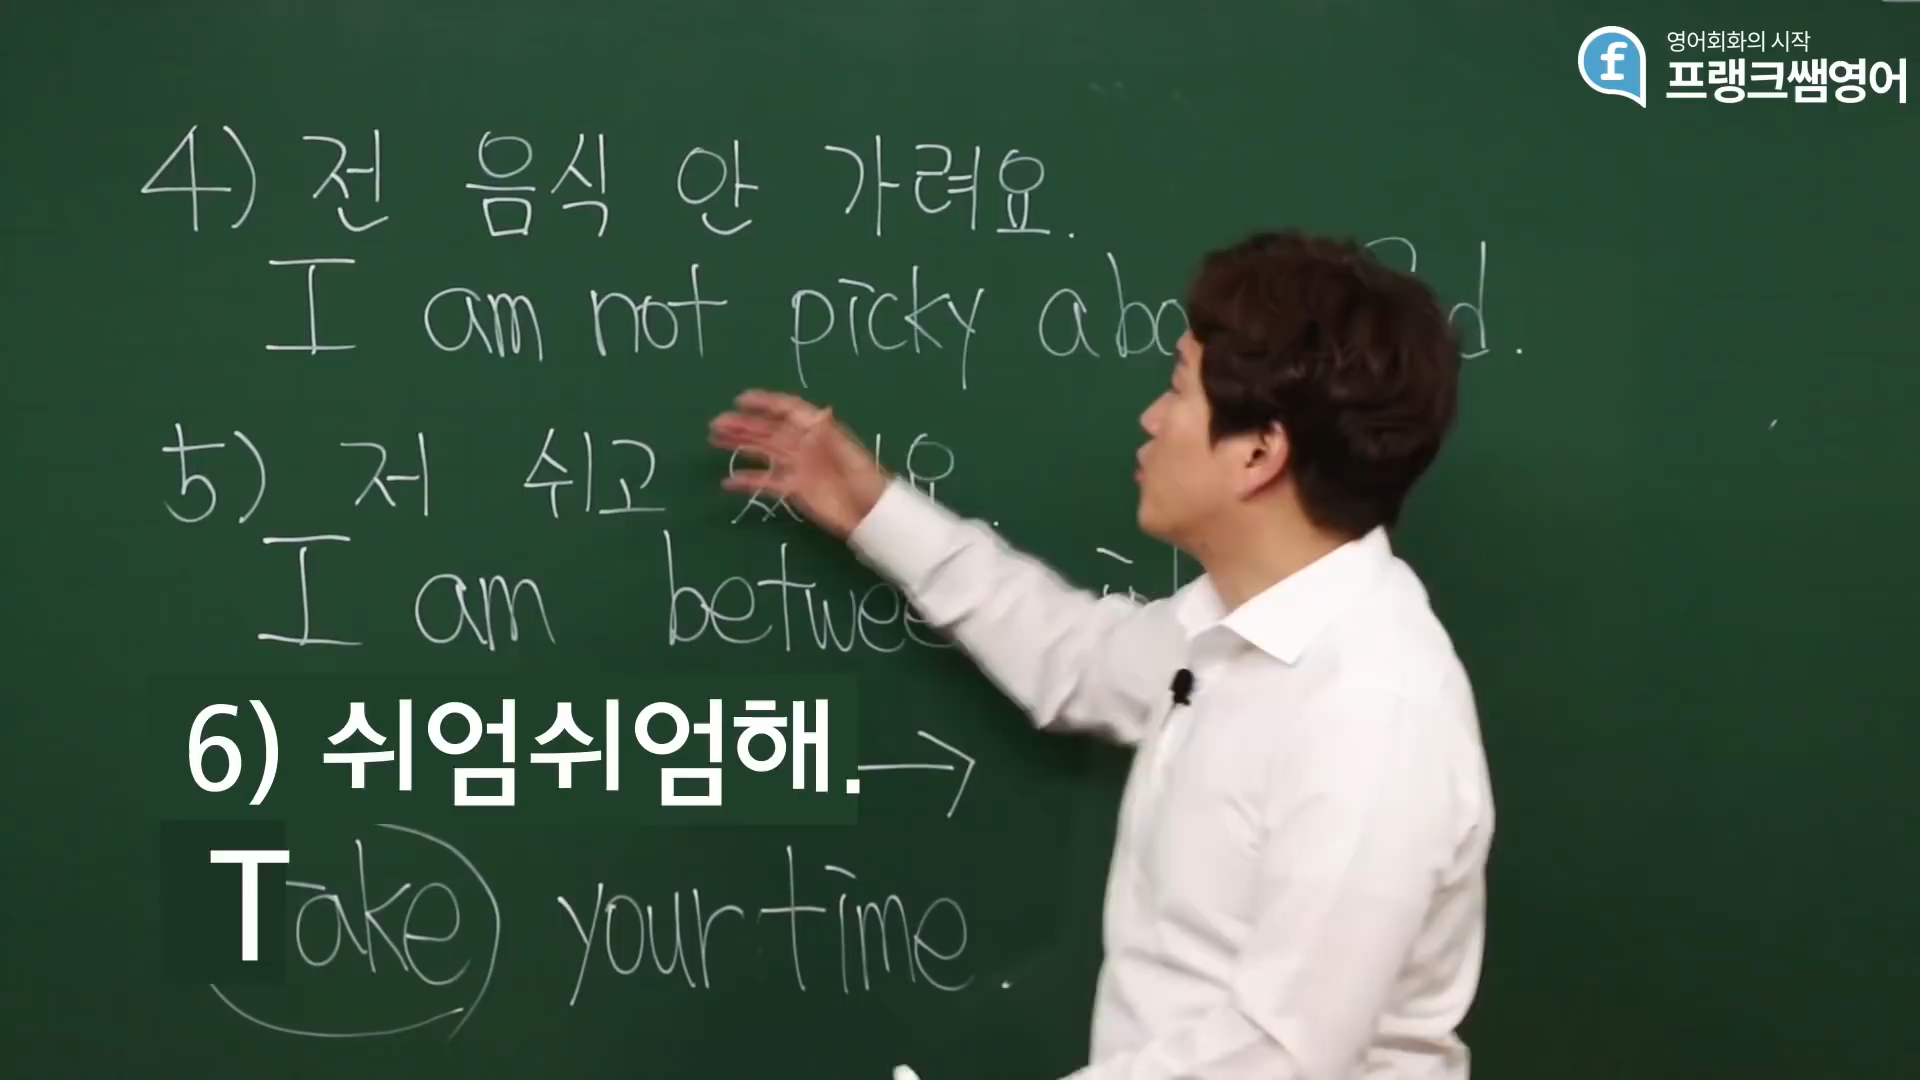 영어회화의 시작
프랭크쌤영어
4) 전 음식 안 가려요.
I am not picky
5) 저 쉬고
I am
6) 쉬엄쉬엄해.→
Take your time.